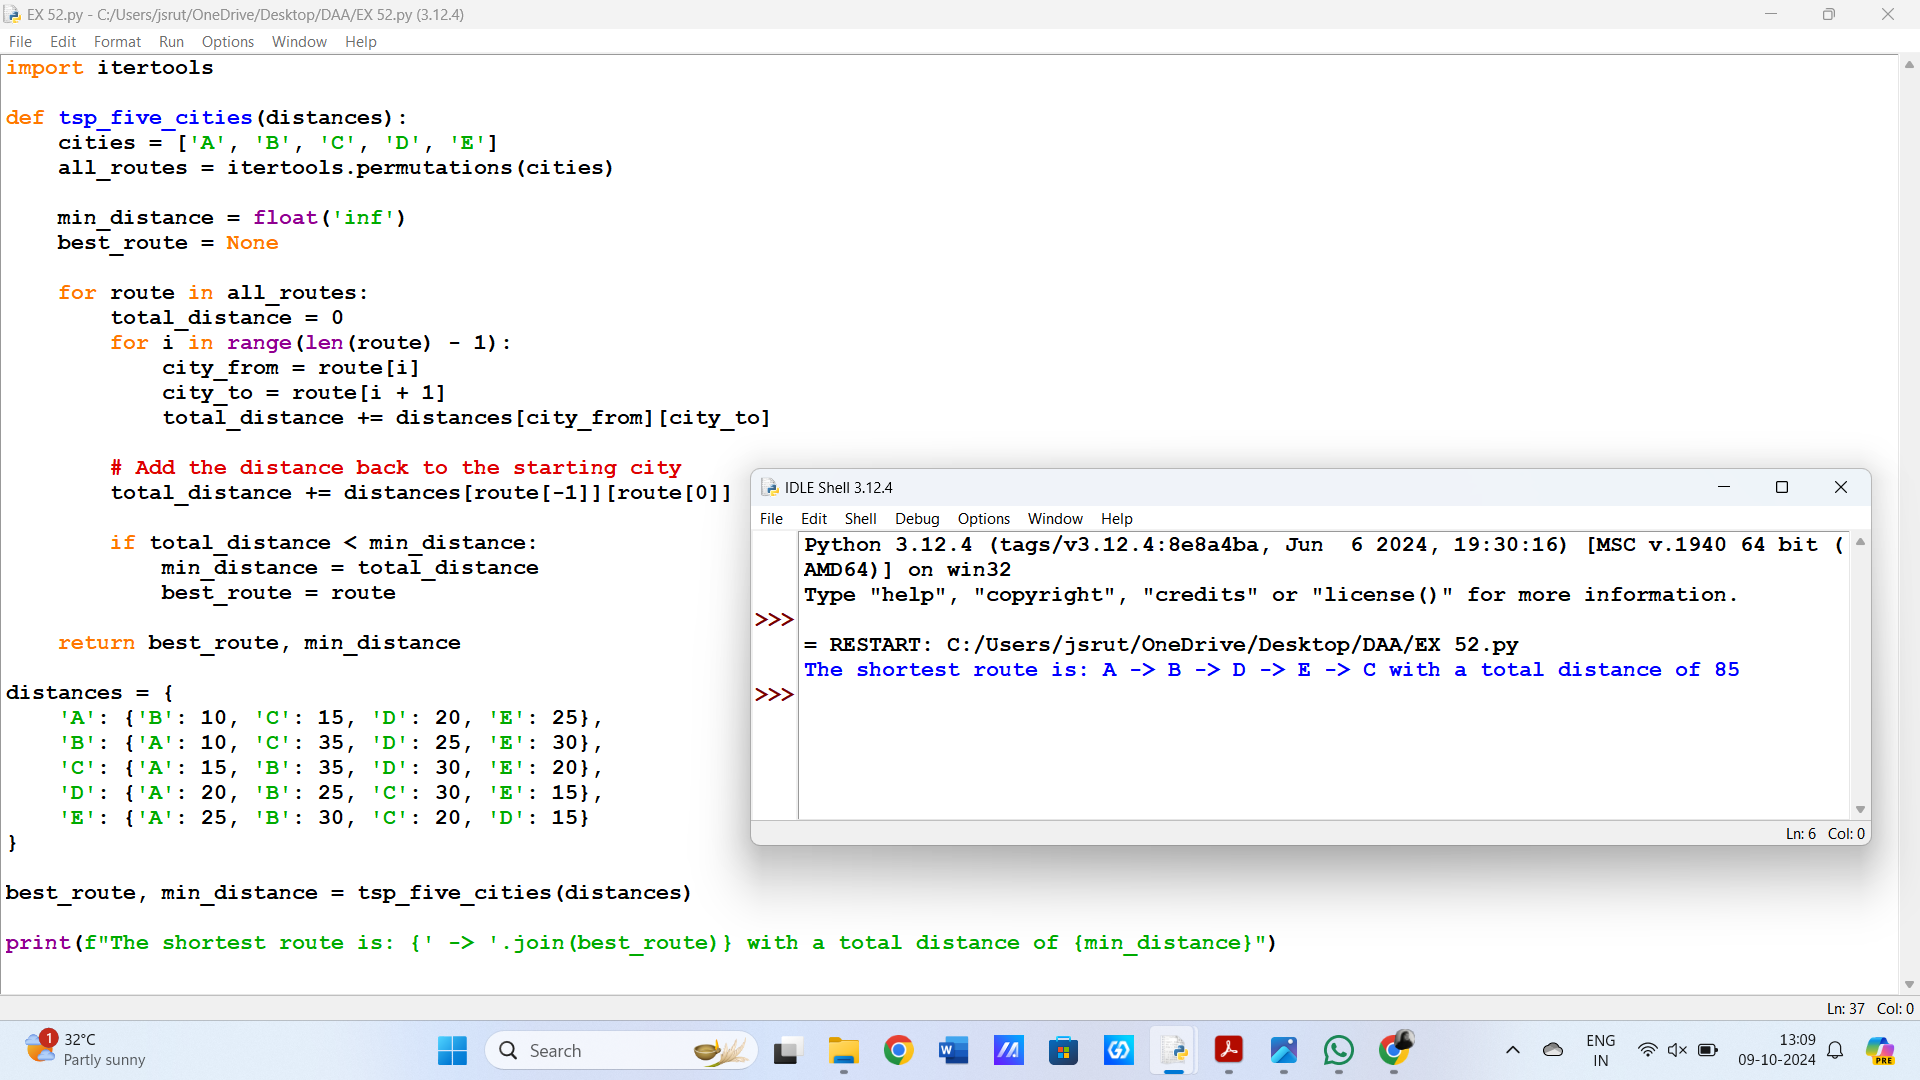 EX 52.py - C:/Users/jsrut/OneDrive/Desktop/DAA/EX 52.py (3.12.4)
File Edit Format Run Options Window Help
import itertools

def tsp_five_cities(distances):
    cities = ['A', 'B', 'C', 'D', 'E']
    all_routes = itertools.permutations(cities)

    min_distance = float('inf')
    best_route = None

    for route in all_routes:
        total_distance = 0
        for i in range(len(route) - 1):
            city_from = route[i]
            city_to = route[i + 1]
            total_distance += distances[city_from][city_to]

        # Add the distance back to the starting city
        total_distance += distances[route[-1]][route[0]]

        if total_distance < min_distance:
            min_distance = total_distance
            best_route = route

    return best_route, min_distance

distances = {
    'A': {'B': 10, 'C': 15, 'D': 20, 'E': 25},
    'B': {'A': 10, 'C': 35, 'D': 25, 'E': 30},
    'C': {'A': 15, 'B': 35, 'D': 30, 'E': 20},
    'D': {'A': 20, 'B': 25, 'C': 30, 'E': 15},
    'E': {'A': 25, 'B': 30, 'C': 20, 'D': 15}
}

best_route, min_distance = tsp_five_cities(distances)

print(f"The shortest route is: {' -> '.join(best_route)} with a total distance of {min_distance}")
IDLE Shell 3.12.4
File Edit Shell Debug Options Window Help
Python 3.12.4 (tags/v3.12.4:8e8a4ba, Jun  6 2024, 19:30:16) [MSC v.1940 64 bit (
AMD64)] on win32
Type "help", "copyright", "credits" or "license()" for more information.
>>>
= RESTART: C:/Users/jsrut/OneDrive/Desktop/DAA/EX 52.py
The shortest route is: A -> B -> D -> E -> C with a total distance of 85
>>>
Ln: 6 Col: 0
Ln: 37 Col: 0
1
32°C
Partly sunny
Search
W
PRE
ENG
IN
13:09
09-10-2024